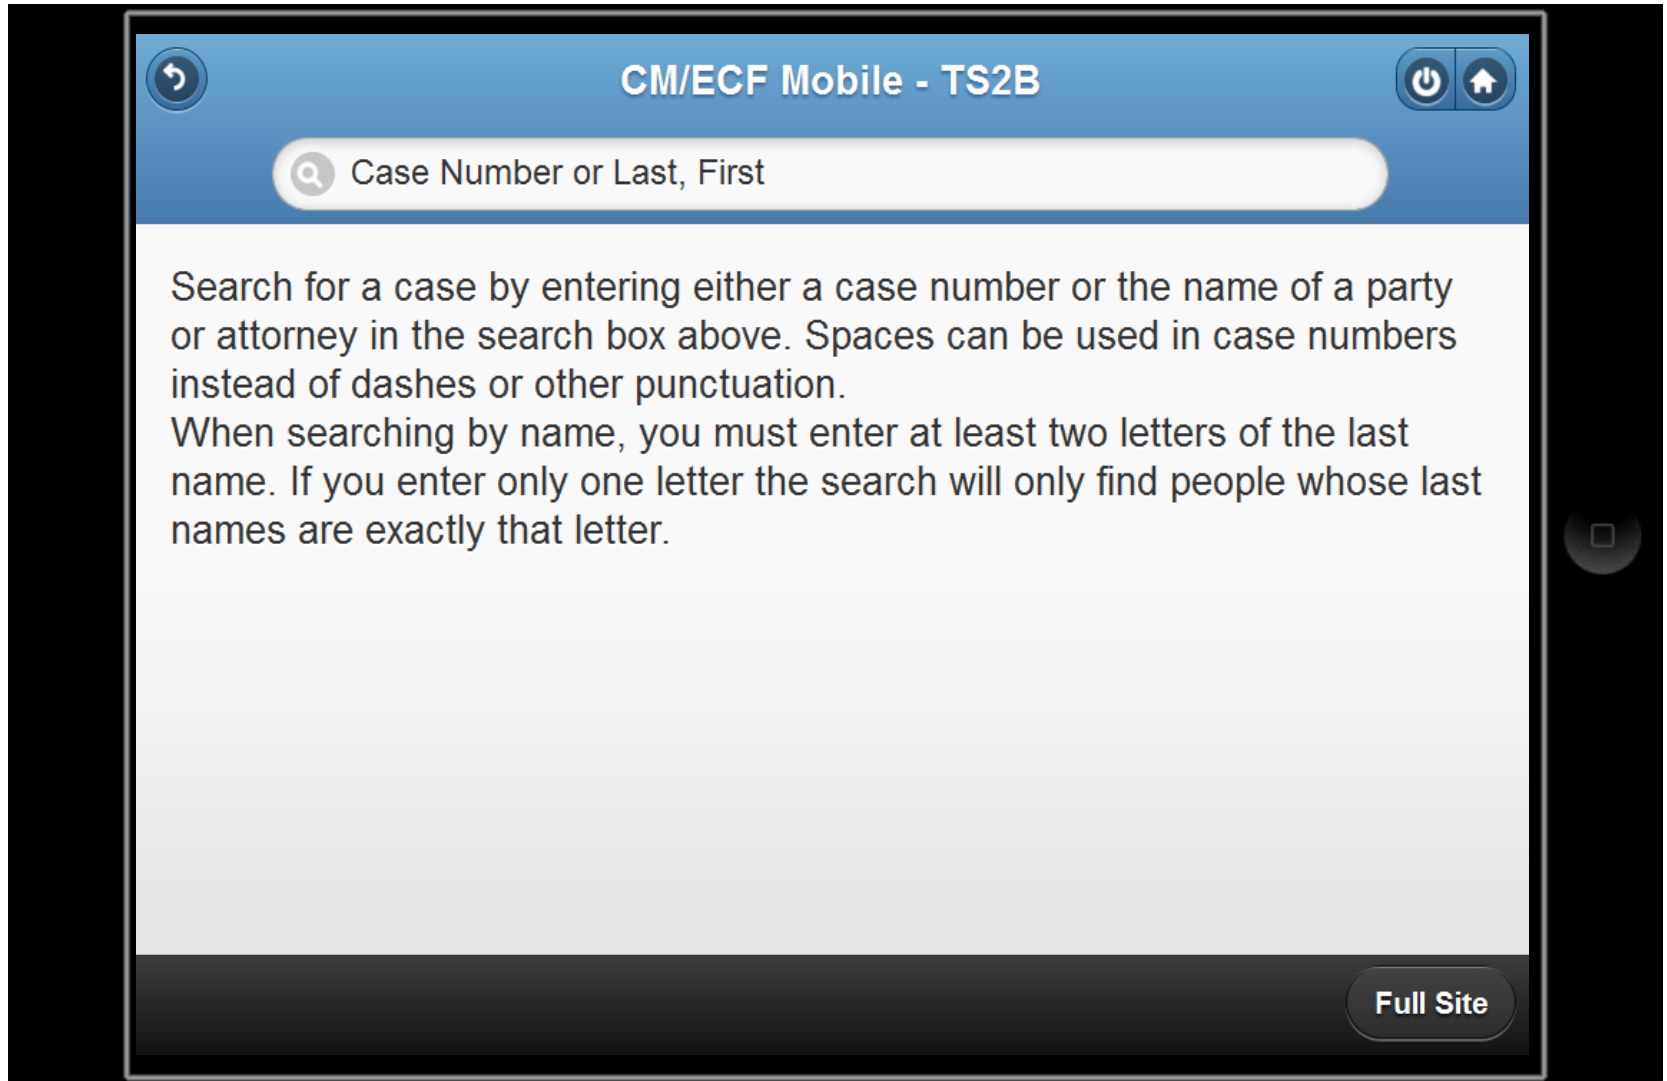 CM/ECF Mobile - TS2B
Case Number or Last, First
Search for a case by entering either a case number or the name of a party
or attorney in the search box above. Spaces can be used in case numbers
instead of dashes or other punctuation.
When searching by name, you must enter at least two letters of the last
name. If you enter only one letter the search will only find people whose last
names are exactly that letter.
Full Site